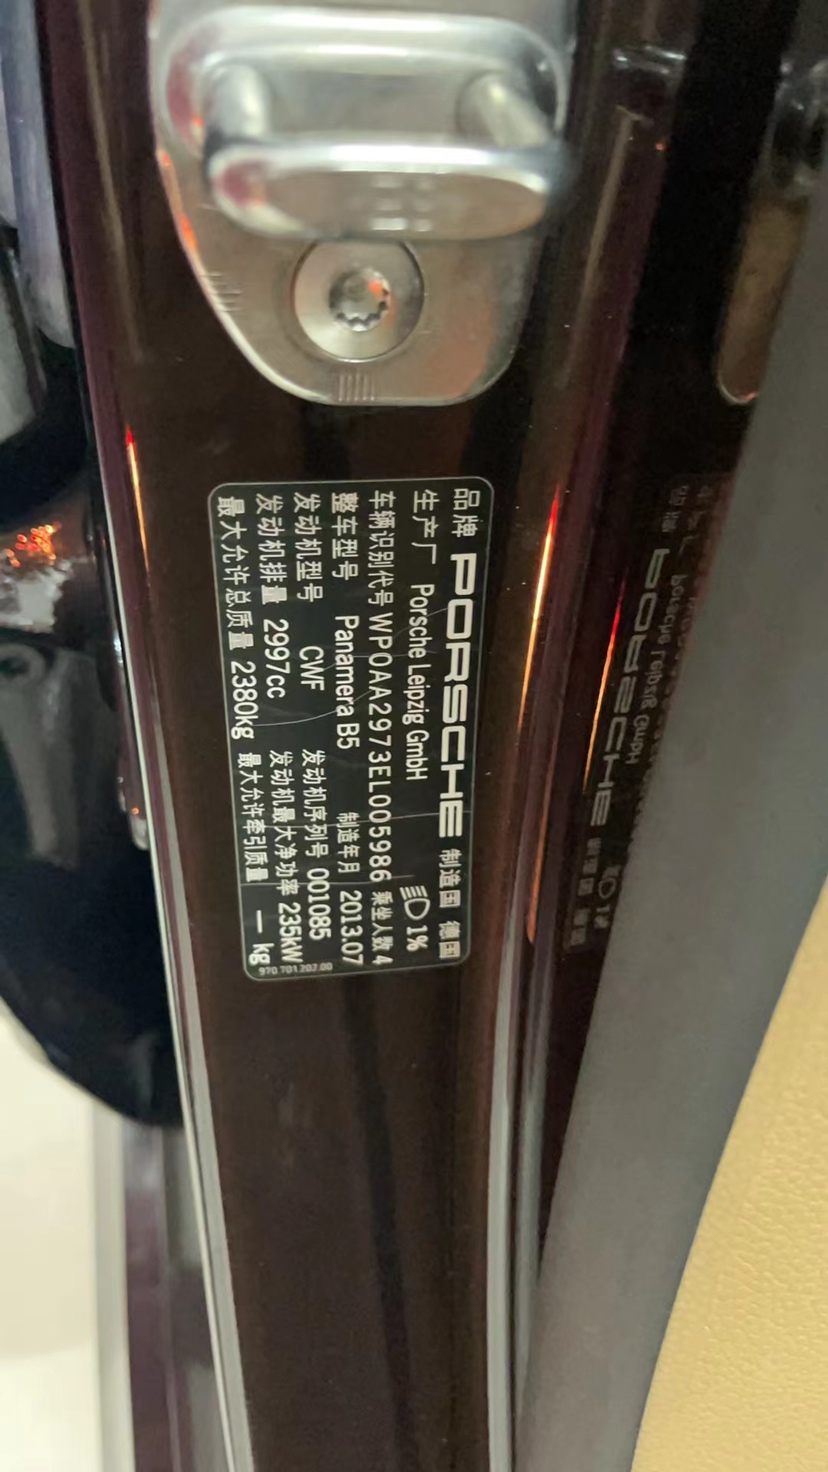 品牌 PORSCHE 制造国 德国
生产厂 Porsche Leipzig GmbH 1%
车辆识别代号 WP0AA2973EL005986 乘坐人数 4
整车型号 Panamera B5 制造年月 2013.07
发动机型号 CWF 发动机序列号 001085
发动机排量 2997cc 发动机最大净功率 235kW
最大允许总质量 2380kg 最大允许牵引质量 — kg
970.701.202.00